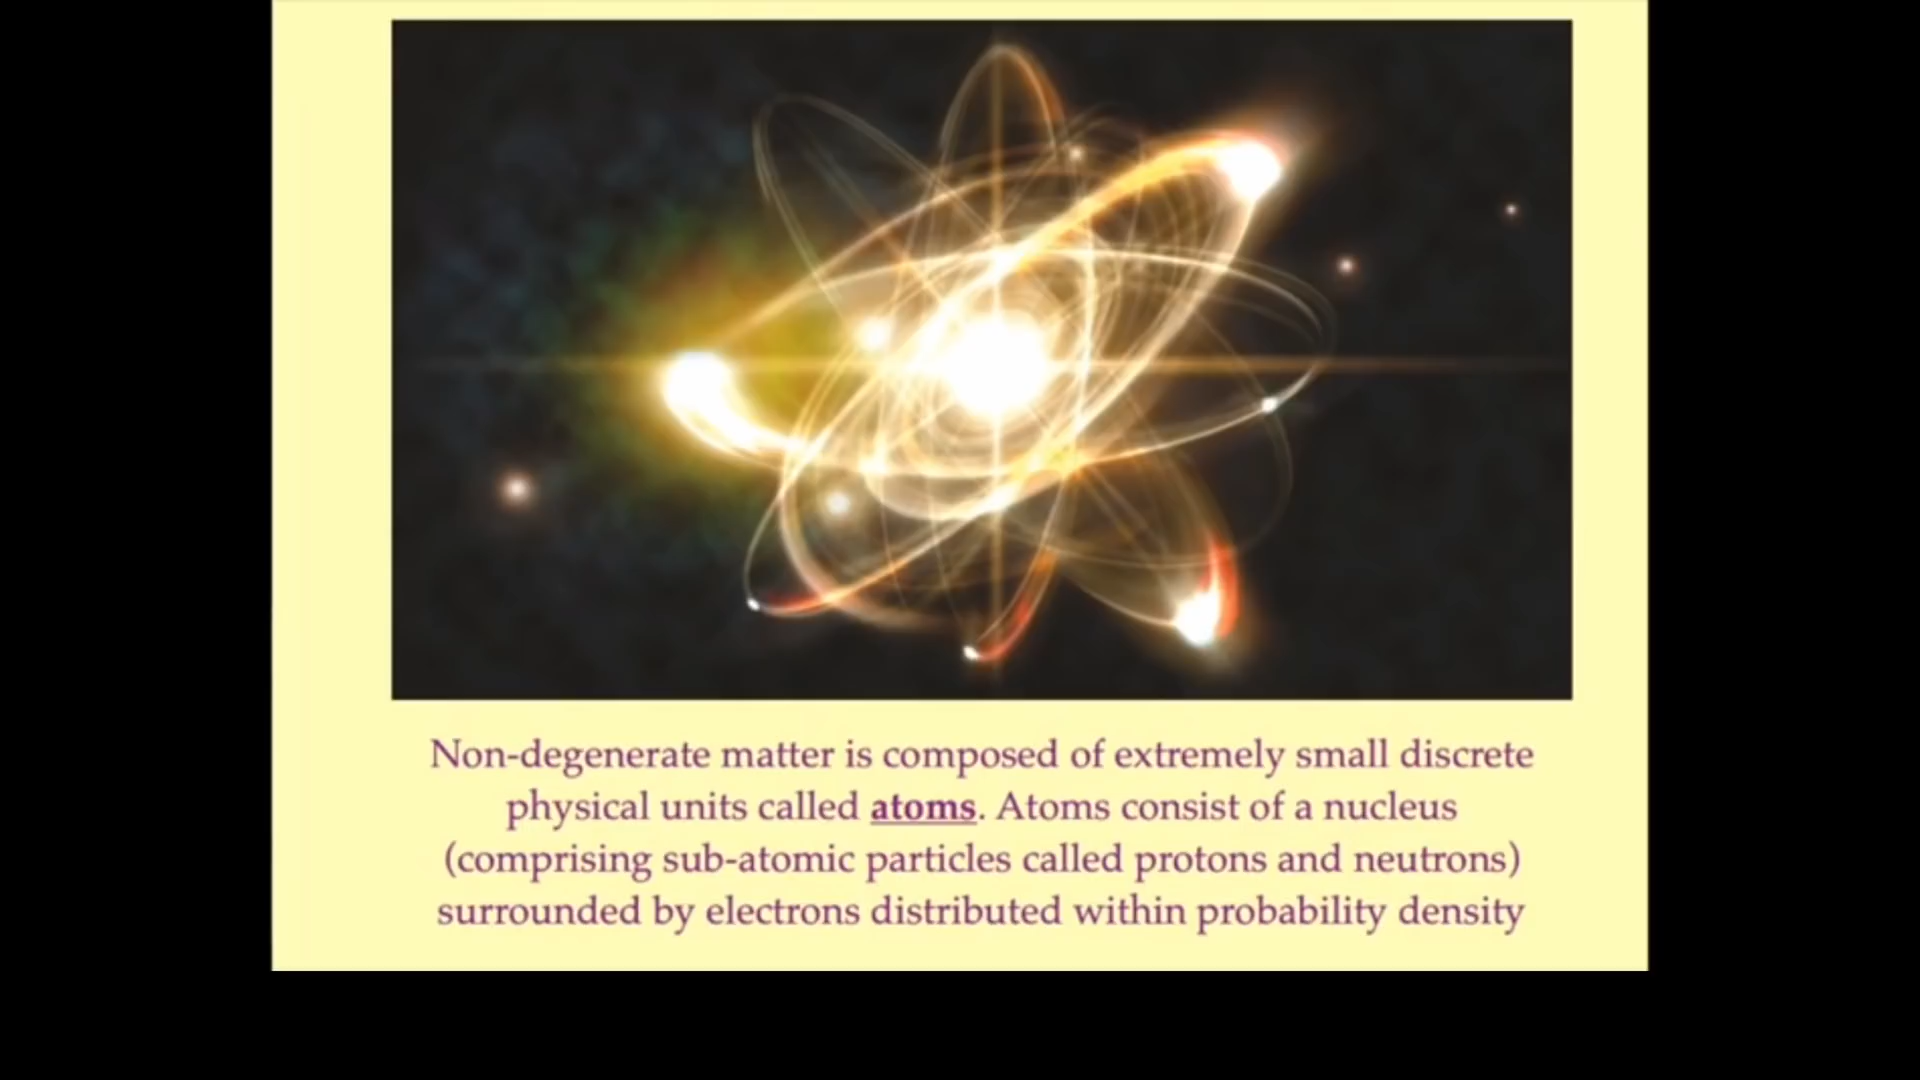 Non-degenerate matter is composed of extremely small discrete
physical units called atoms. Atoms consist of a nucleus
(comprising sub-atomic particles called protons and neutrons)
surrounded by electrons distributed within probability density